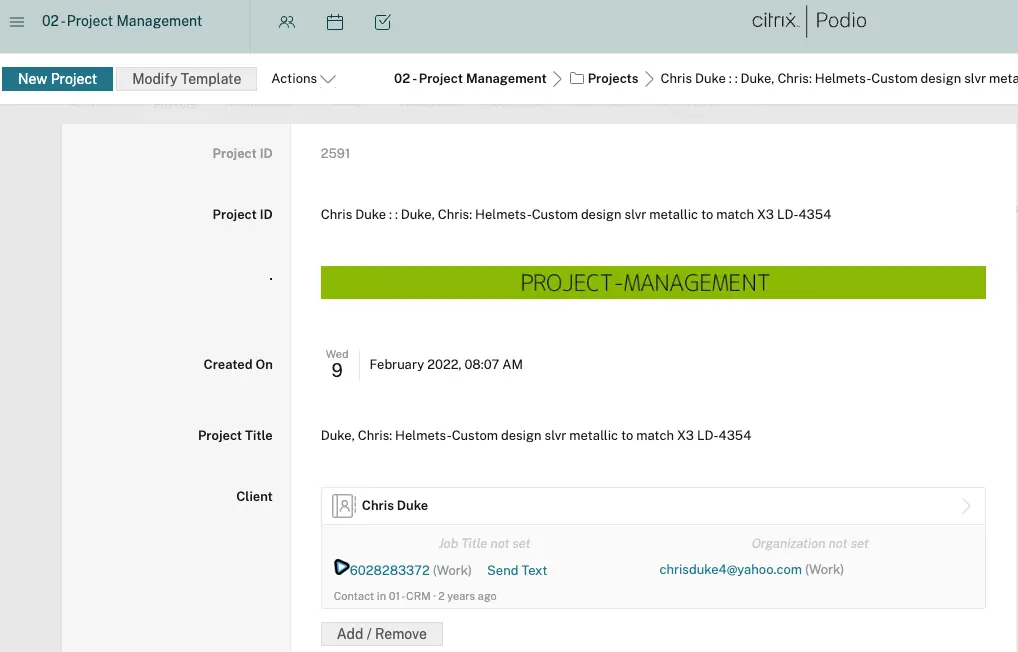 02-Project Management
citrix. | Podio
New Project Modify Template Actions 02-Project Management > Projects > Chris Duke : : Duke, Chris: Helmets-Custom design slvr meta
Project ID 2591
Project ID Chris Duke : : Duke, Chris: Helmets-Custom design slvr metallic to match X3 LD-4354
. PROJECT-MANAGEMENT
Wed
Created On 9 February 2022, 08:07 AM
Project Title Duke, Chris: Helmets-Custom design slvr metallic to match X3 LD-4354
Client
Chris Duke
Job Title not set Organization not set
6028283372 (Work) Send Text chrisduke4@yahoo.com (Work)
Contact in 01-CRM · 2 years ago
Add / Remove